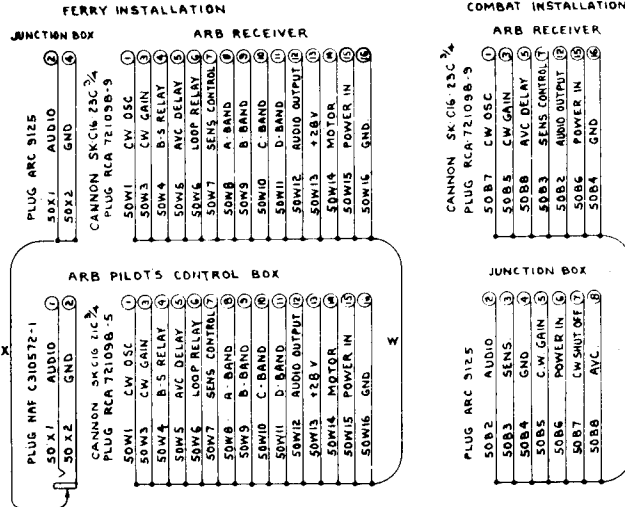 FERRY INSTALLATION
JUNCTION BOX
PLUG ARC 9125
50X1 AUDIO 2
50X2 GND 4
ARB RECEIVER
CANNON SK-C16-23C 3/4
PLUG RCA 72109B-9
50W1 CW OSC 1
50W3 CW GAIN 3
50W4 B-S RELAY 4
50W5 AVC DELAY 5
50W6 LOOP RELAY 6
50W7 SENS CONTROL 7
50W8 A-BAND 8
50W9 B-BAND 9
50W10 C-BAND 10
50W11 D-BAND 11
50W12 AUDIO OUTPUT 12
50W13 +28V 13
50W14 MOTOR 14
50W15 POWER IN 15
50W16 GND 16
ARB PILOT'S CONTROL BOX
X
PLUG NAF C310572-1
50X1 AUDIO 1
50X2 GND 2
CANNON SK C16 21C 3/4
PLUG RCA 72109B-5
50W1 CW OSC 1
50W3 CW GAIN 3
50W4 B-S RELAY 4
50W5 AVC DELAY 5
50W6 LOOP RELAY 6
50W7 SENS CONTROL 7
50W8 A-BAND 8
50W9 B-BAND 9
50W10 C-BAND 10
50W11 D-BAND 11
50W12 AUDIO OUTPUT 12
50W13 +28V 13
50W14 MOTOR 14
50W15 POWER IN 15
50W16 GND 16
W
COMBAT INSTALLATION
ARB RECEIVER
CANNON SK-C16-23C 3/4
PLUG RCA-72109B-9
50B7 CW OSC 1
50B5 CW GAIN 3
50B8 AVC DELAY 5
50B3 SENS CONTROL 7
50B2 AUDIO OUTPUT 12
50B6 POWER IN 15
50B4 GND 16
JUNCTION BOX
PLUG ARC 9125
50B2 AUDIO 2
50B3 SENS 3
50B4 GND 4
50B5 C.W. GAIN 5
50B6 POWER IN 6
50B7 CW SHUT OFF 7
50B8 AVC 8